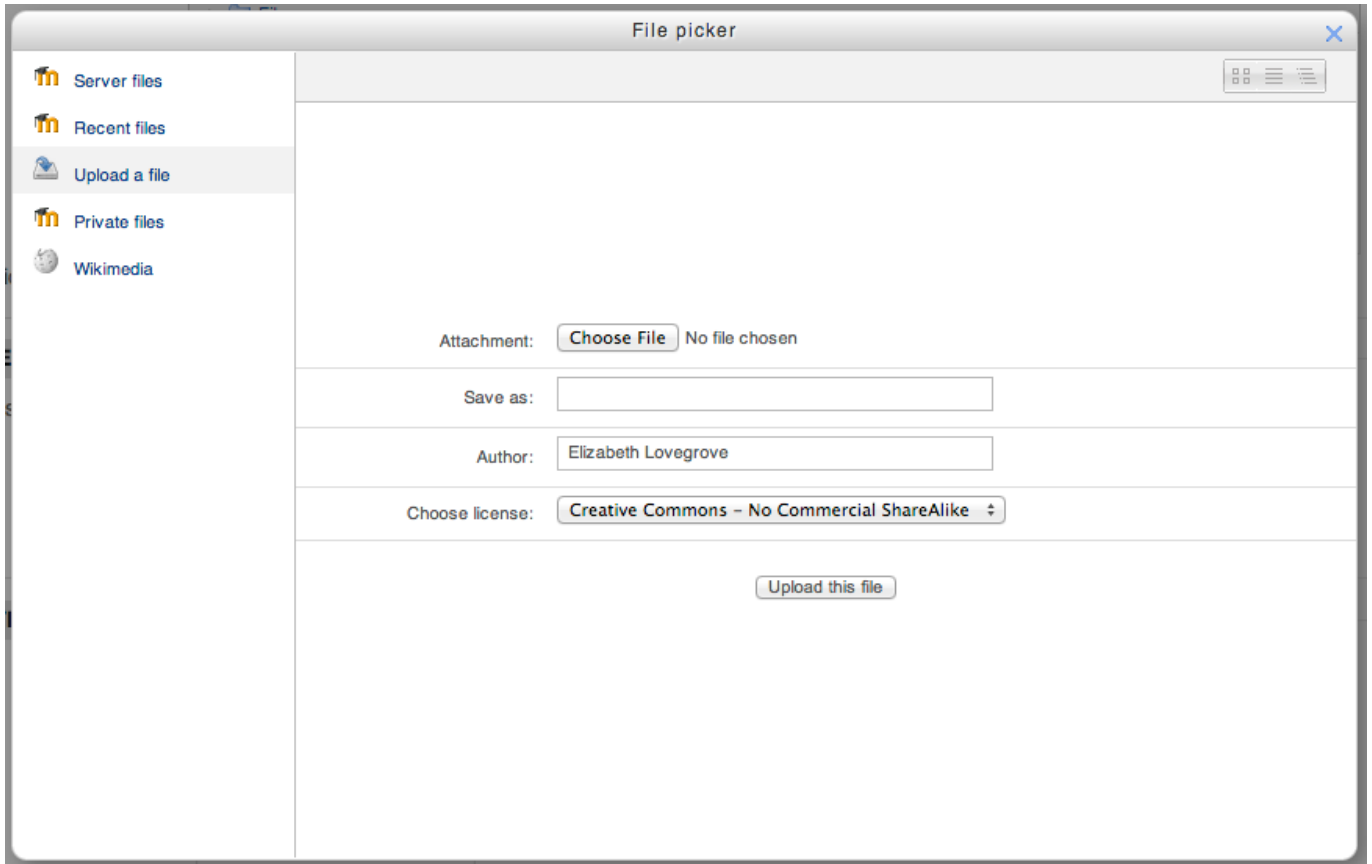 File picker
Server files
Recent files
Upload a file
Private files
Wikimedia
Attachment: Choose File No file chosen
Save as:
Author: Elizabeth Lovegrove
Choose license: Creative Commons – No Commercial ShareAlike
Upload this file